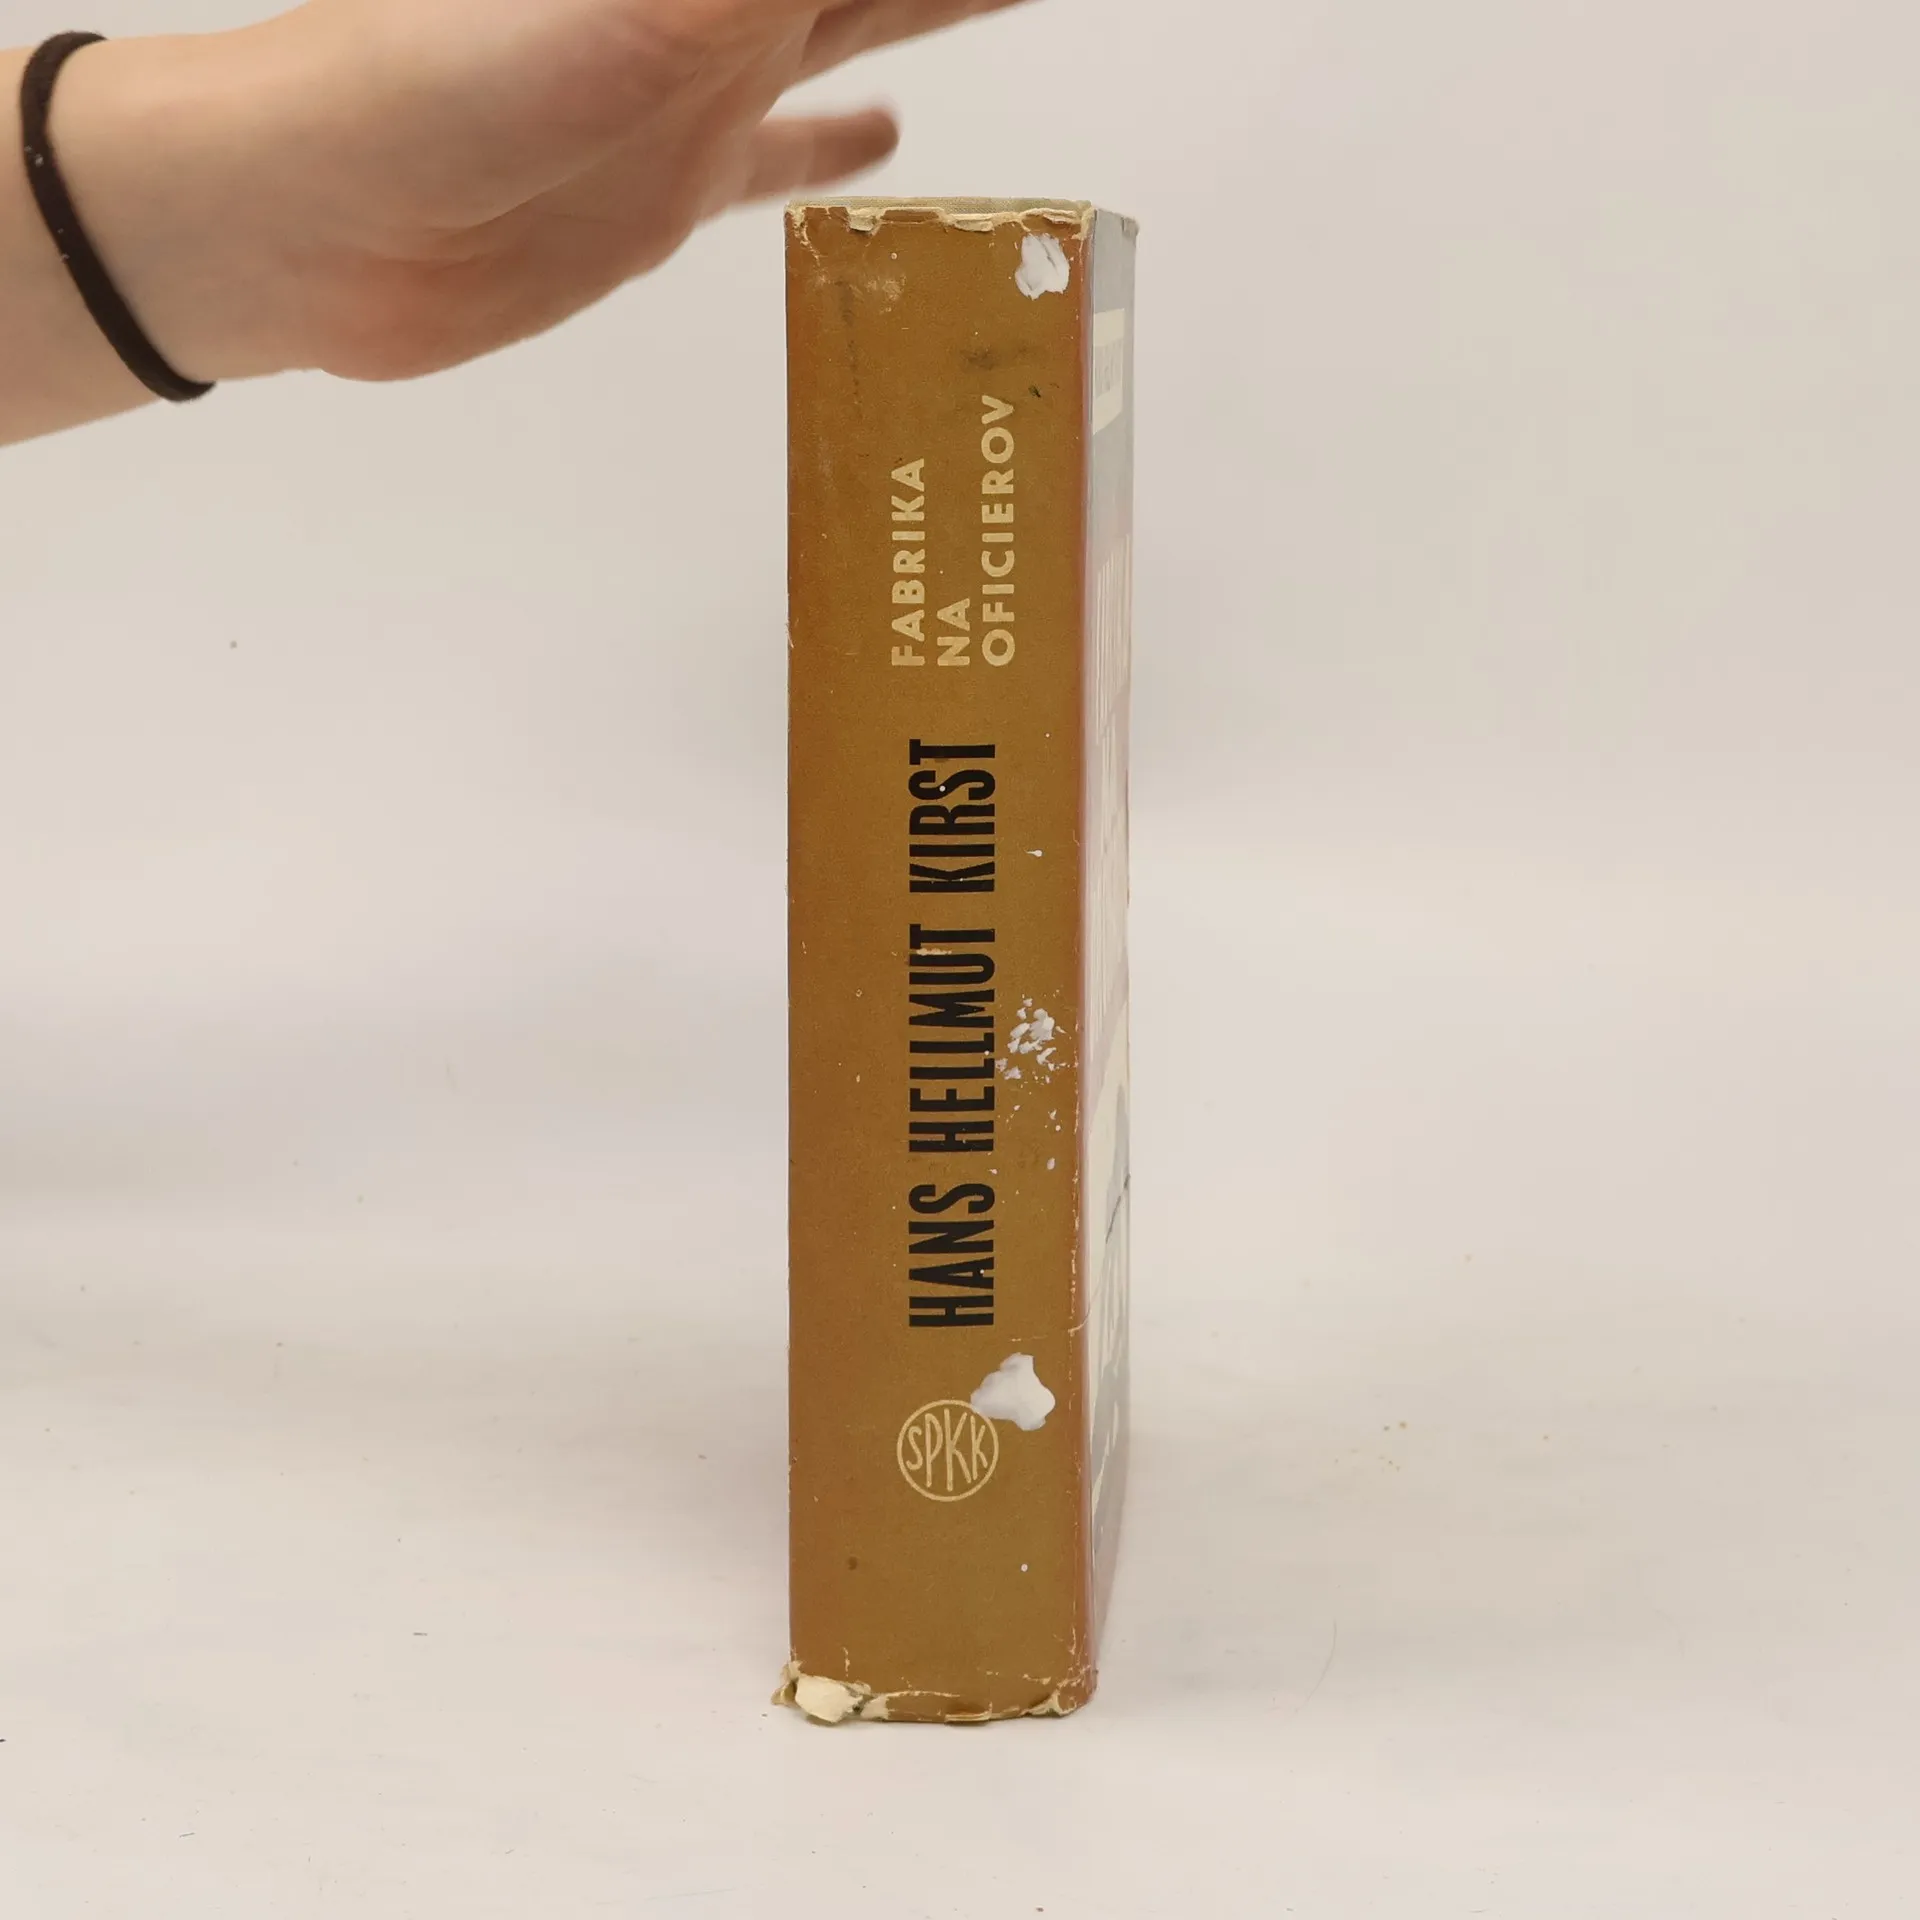 FABRIKA
NA
OFICIEROV
HANS HELLMUT KIRST
SPKK